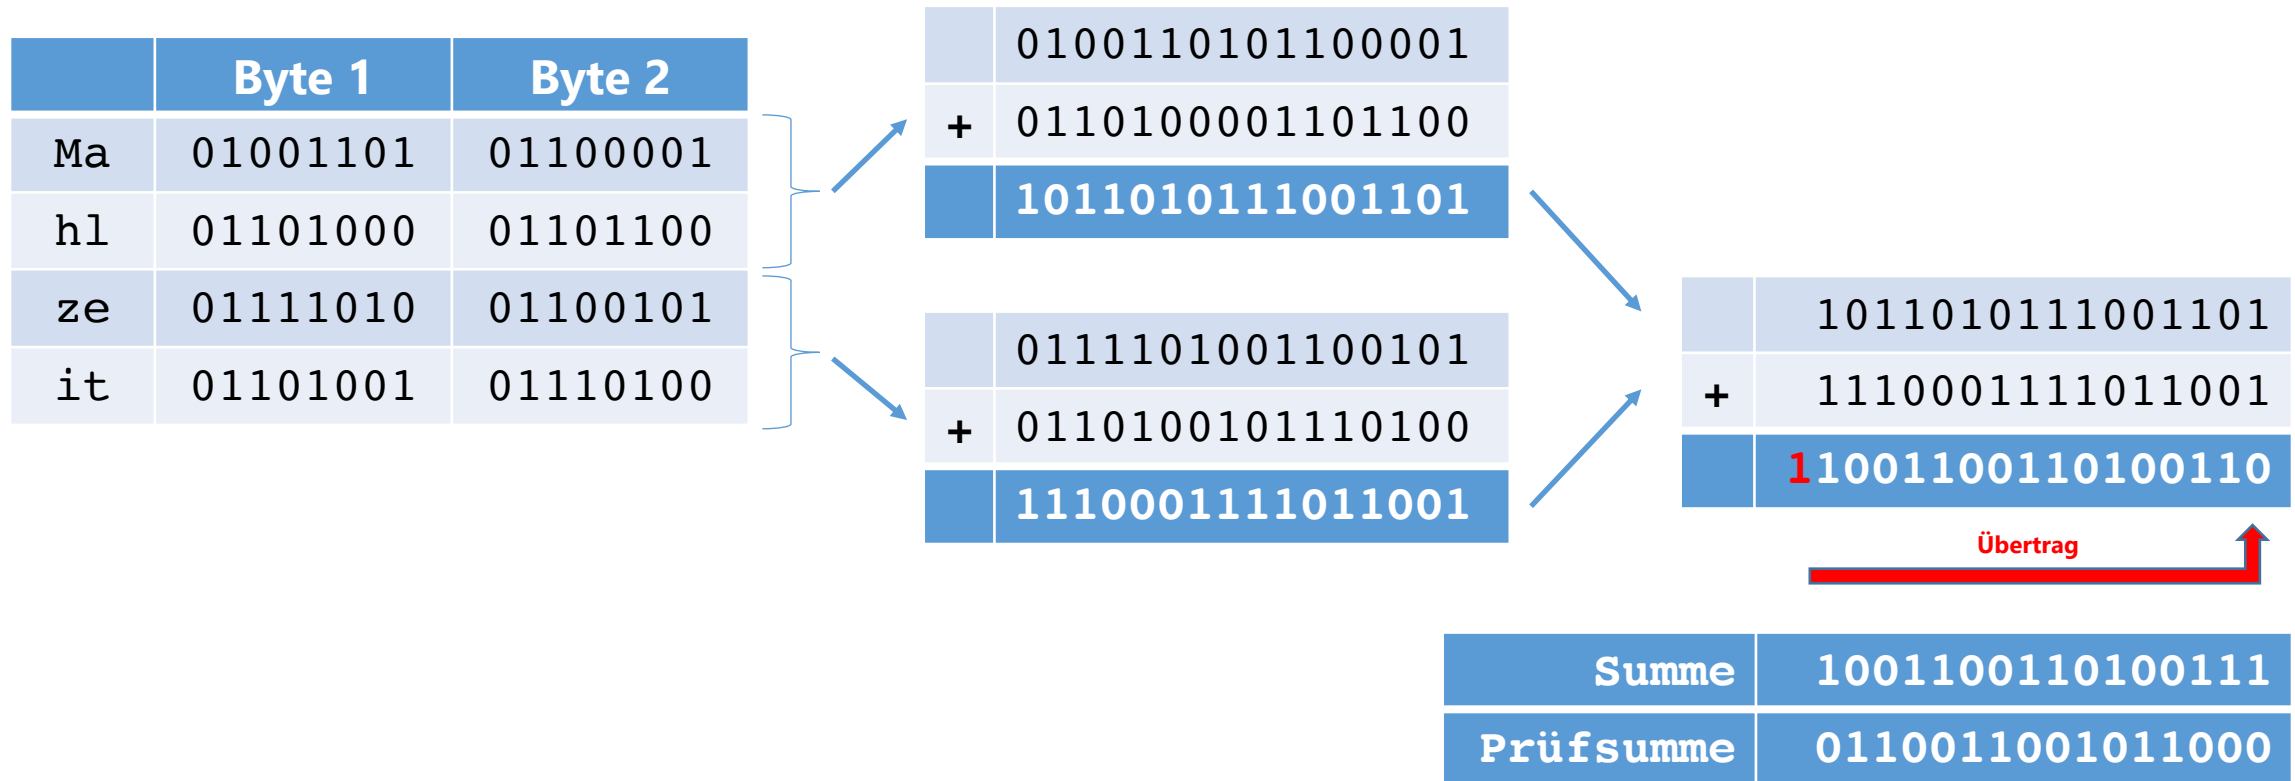 Byte 1 Byte 2
Ma 01001101 01100001
hl 01101000 01101100
ze 01111010 01100101
it 01101001 01110100
0100110101100001
+ 0110100001101100
1011010111001101
0111101001100101
+ 0110100101110100
1110001111011001
1011010111001101
+ 1110001111011001
11001100110100110
Übertrag
Summe 1001100110100111
Prüfsumme 0110011001011000